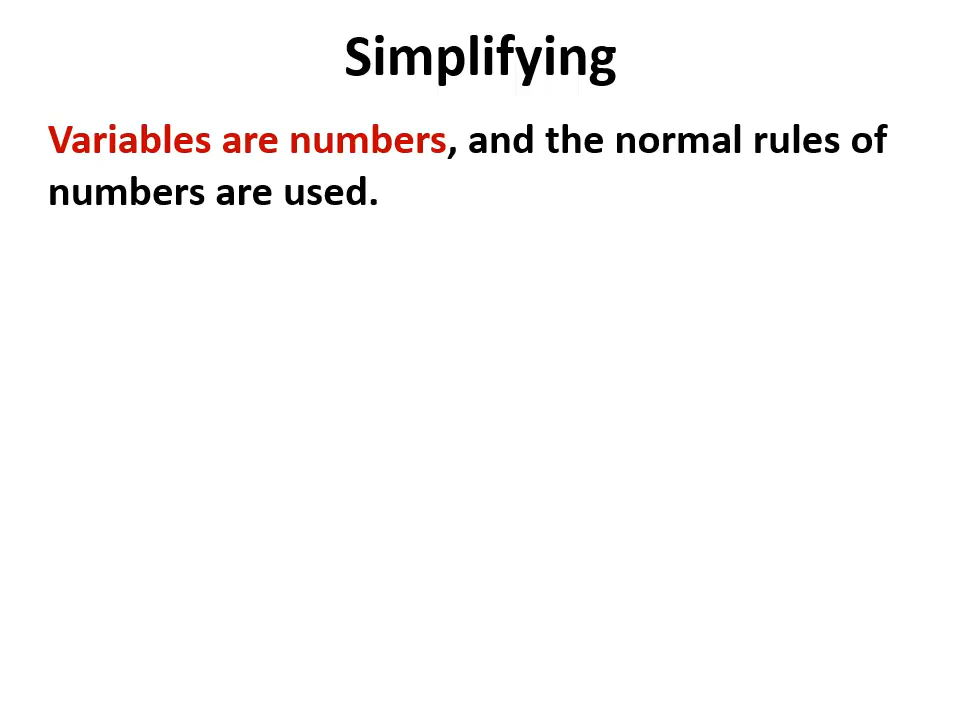 Simplifying
Variables are numbers, and the normal rules of
numbers are used.